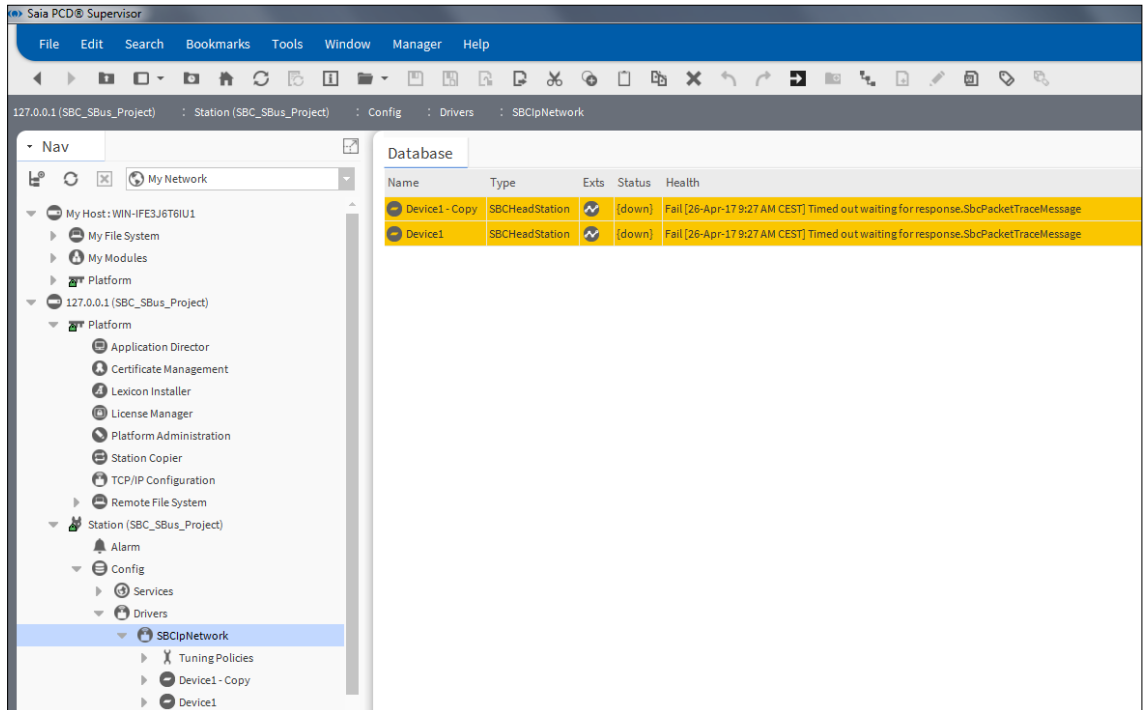 Saia PCD® Supervisor
File Edit Search Bookmarks Tools Window Manager Help
127.0.0.1 (SBC_SBus_Project) : Station (SBC_SBus_Project) : Config : Drivers : SBCIpNetwork
Nav
My Network
My Host : WIN-IFE3J6T6IU1
My File System
My Modules
Platform
127.0.0.1 (SBC_SBus_Project)
Platform
Application Director
Certificate Management
Lexicon Installer
License Manager
Platform Administration
Station Copier
TCP/IP Configuration
Remote File System
Station (SBC_SBus_Project)
Alarm
Config
Services
Drivers
SBCIpNetwork
Tuning Policies
Device1 - Copy
Device1
Database
Name Type Exts Status Health
Device1 - Copy SBCHeadStation {down} Fail [26-Apr-17 9:27 AM CEST] Timed out waiting for response.SbcPacketTraceMessage
Device1 SBCHeadStation {down} Fail [26-Apr-17 9:27 AM CEST] Timed out waiting for response.SbcPacketTraceMessage